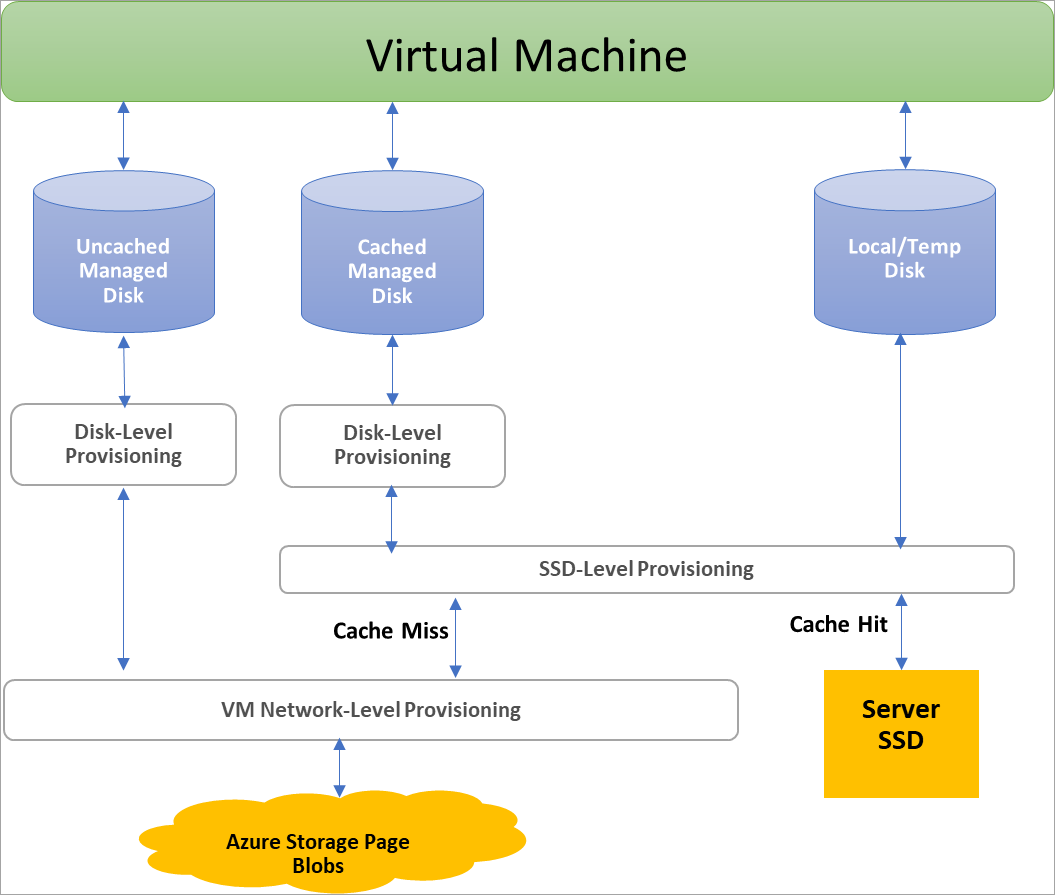 Virtual Machine
Uncached
Managed
Disk
Cached
Managed
Disk
Local/Temp
Disk
Disk-Level
Provisioning
Disk-Level
Provisioning
SSD-Level Provisioning
Cache Miss
Cache Hit
VM Network-Level Provisioning
Server
SSD
Azure Storage Page
Blobs